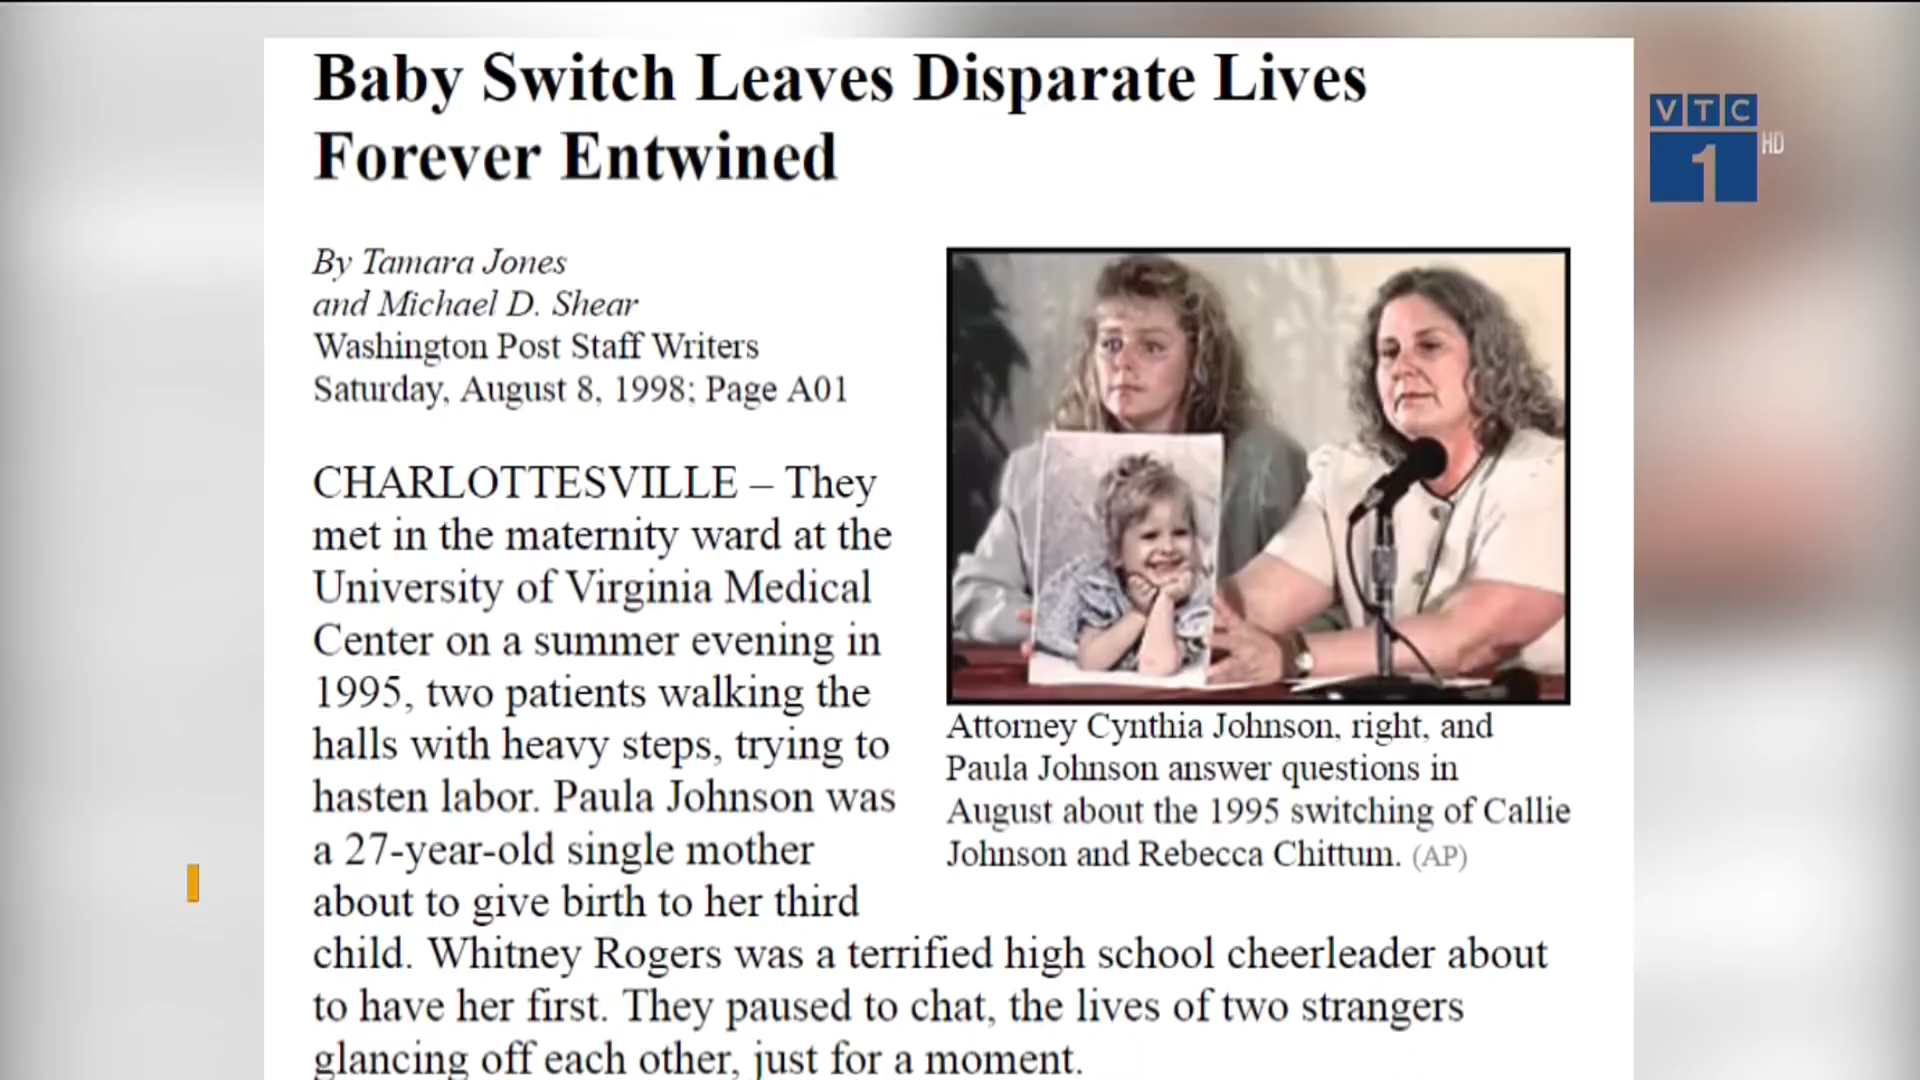 Baby Switch Leaves Disparate Lives
Forever Entwined
By Tamara Jones
and Michael D. Shear
Washington Post Staff Writers
Saturday, August 8, 1998; Page A01
CHARLOTTESVILLE – They
met in the maternity ward at the
University of Virginia Medical
Center on a summer evening in
1995, two patients walking the
halls with heavy steps, trying to
hasten labor. Paula Johnson was
a 27-year-old single mother
about to give birth to her third
child. Whitney Rogers was a terrified high school cheerleader about
to have her first. They paused to chat, the lives of two strangers
glancing off each other, just for a moment.
Attorney Cynthia Johnson, right, and
Paula Johnson answer questions in
August about the 1995 switching of Callie
Johnson and Rebecca Chittum. (AP)
VTC
1
HD